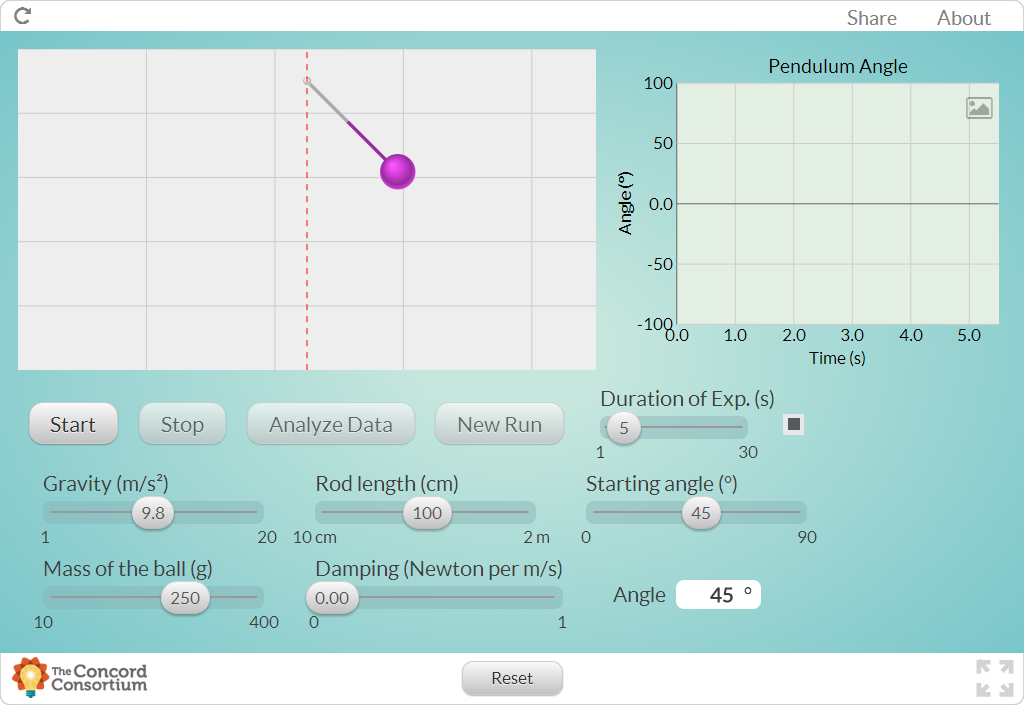 Share About
Pendulum Angle
100
50
0.0
-50
-100
Angle (º)
0.0 1.0 2.0 3.0 4.0 5.0
Time (s)
Start Stop Analyze Data New Run
Duration of Exp. (s)
5
1 30
Gravity (m/s²) Rod length (cm) Starting angle (º)
9.8 100 45
1 20 10 cm 2 m 0 90
Mass of the ball (g) Damping (Newton per m/s)
250 0.00
10 400 0 1
Angle 45 º
The Concord
Consortium
Reset